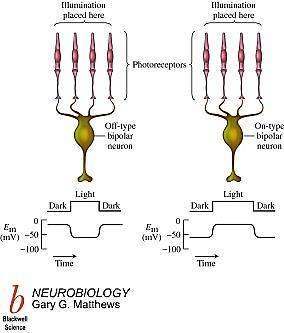 Illumination
placed here
Illumination
placed here
Photoreceptors
Off-type
bipolar
neuron
On-type
bipolar
neuron
Light
Dark
Dark
Light
Dark
Dark
Em
(mV)
0
−50
−100
Time
Em
(mV)
0
−50
−100
Time
b
Blackwell
Science
NEUROBIOLOGY
Gary G. Matthews